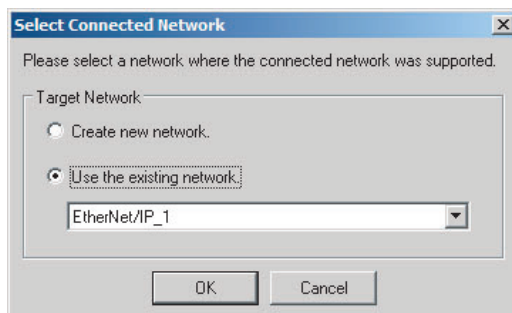 Select Connected Network
Please select a network where the connected network was supported.
Target Network
Create new network.
Use the existing network.
EtherNet/IP_1
OK Cancel